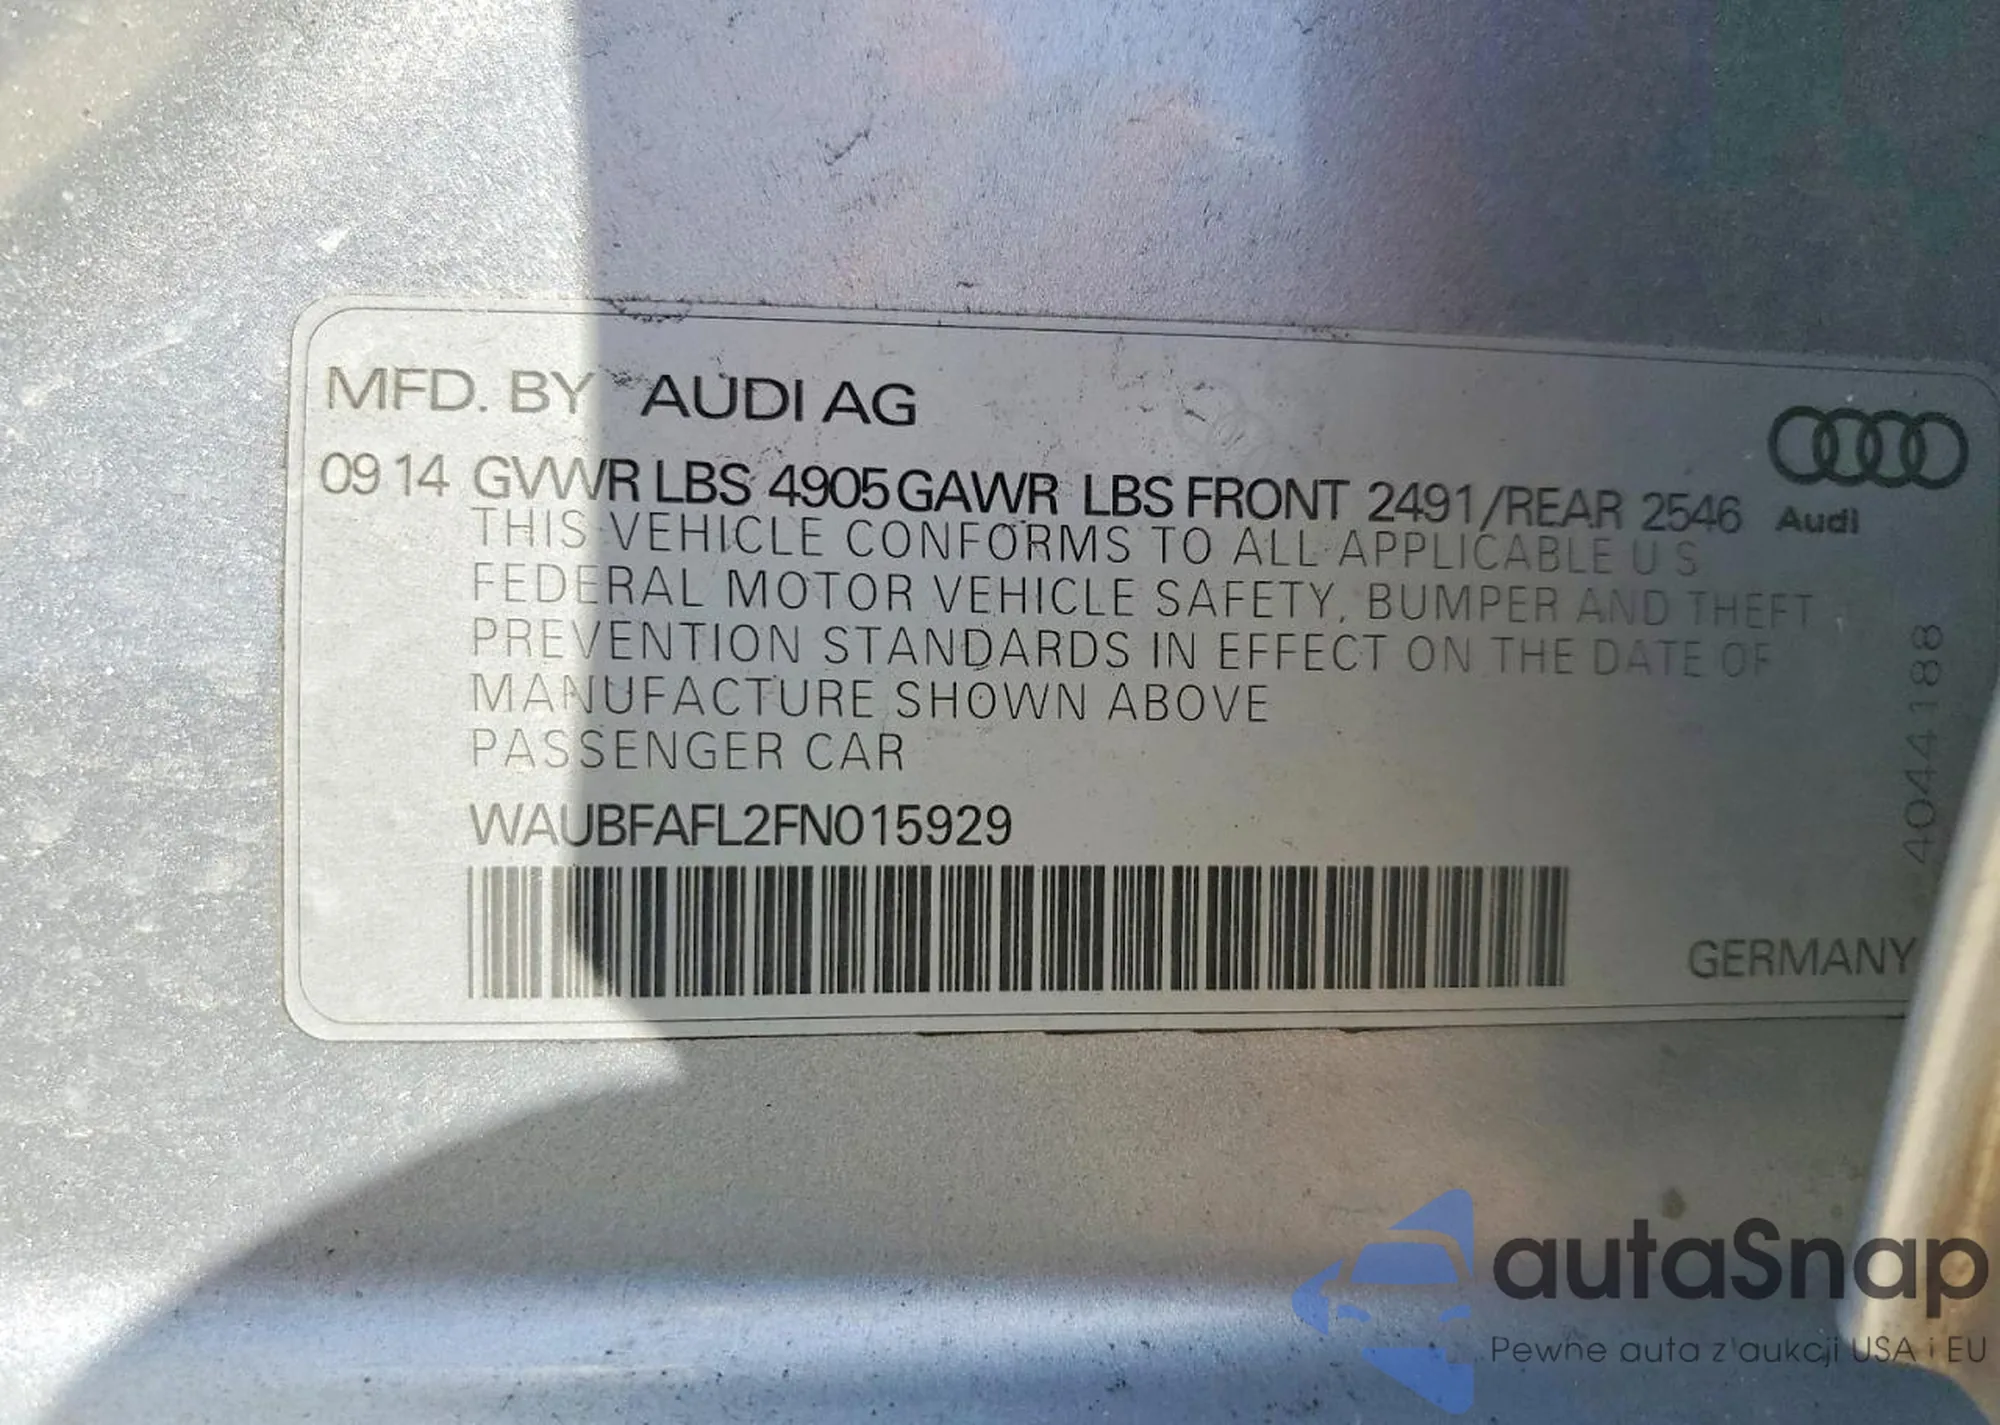 MFD. BY AUDI AG
09 14 GVWR LBS 4905 GAWR LBS FRONT 2491/REAR 2546
Audi
THIS VEHICLE CONFORMS TO ALL APPLICABLE U S
FEDERAL MOTOR VEHICLE SAFETY, BUMPER AND THEFT
PREVENTION STANDARDS IN EFFECT ON THE DATE OF
MANUFACTURE SHOWN ABOVE
PASSENGER CAR
WAUBFAFL2FN015929
4044188
GERMANY
autaSnap
Pewne auta z aukcji USA i EU